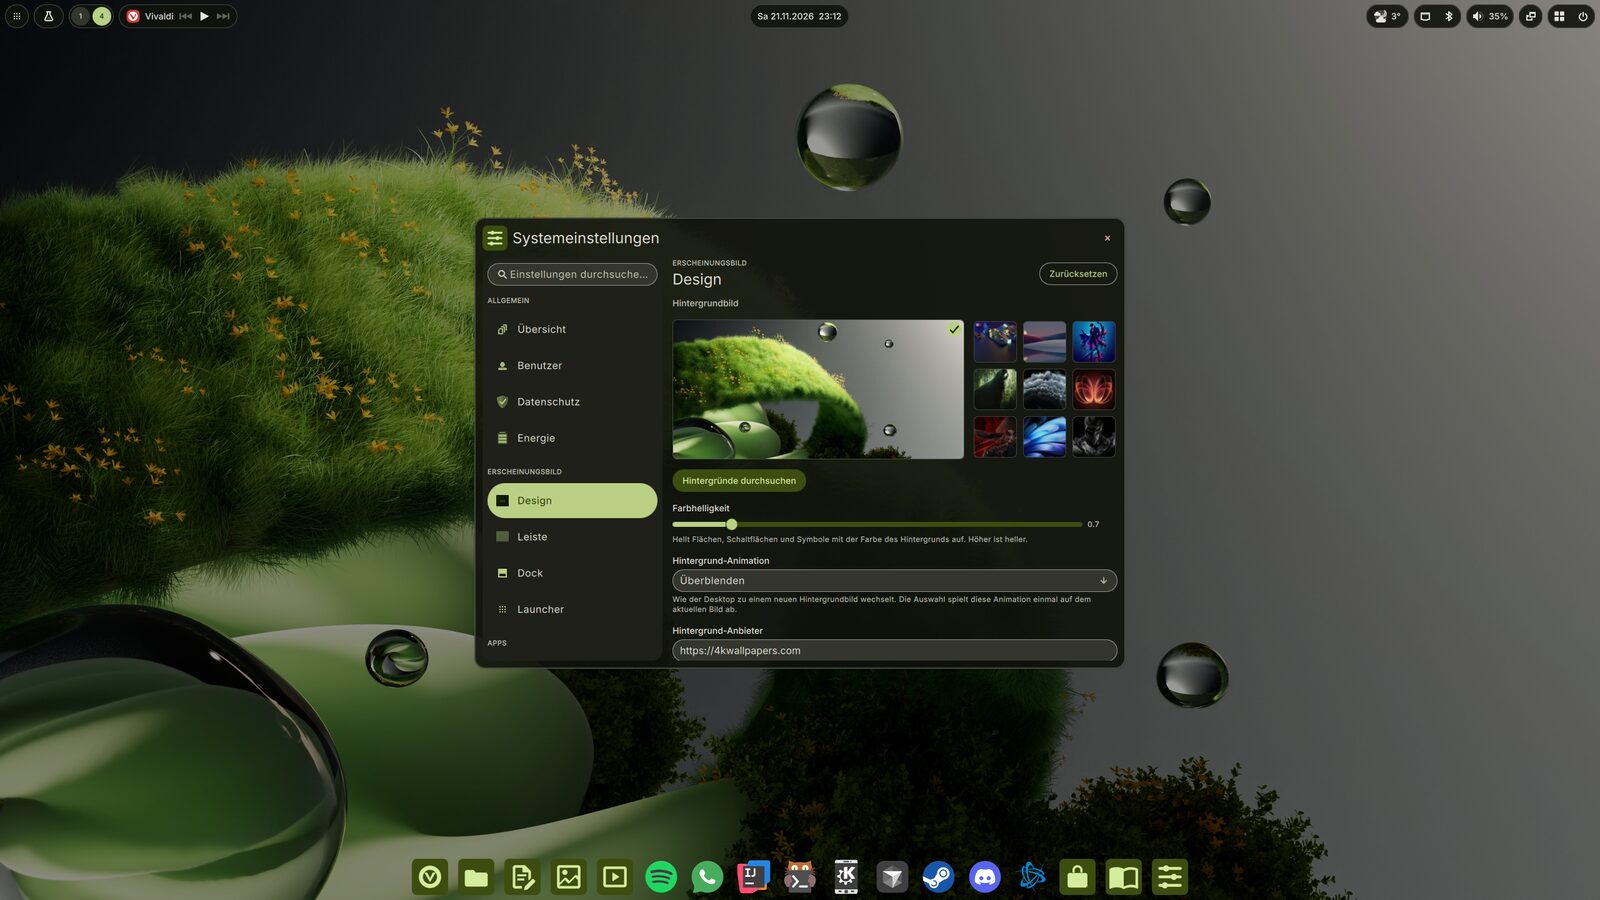 1 4 Vivaldi
Sa 21.11.2026 23:12
3° 35%
Systemeinstellungen
Einstellungen durchsuche...
ALLGEMEIN
Übersicht
Benutzer
Datenschutz
Energie
ERSCHEINUNGSBILD
Design
Leiste
Dock
Launcher
APPS
ERSCHEINUNGSBILD
Design
Zurücksetzen
Hintergrundbild
Hintergründe durchsuchen
Farbhelligkeit
0.7
Hellt Flächen, Schaltflächen und Symbole mit der Farbe des Hintergrunds auf. Höher ist heller.
Hintergrund-Animation
Überblenden
Wie der Desktop zu einem neuen Hintergrundbild wechselt. Die Auswahl spielt diese Animation einmal auf dem
aktuellen Bild ab.
Hintergrund-Anbieter
https://4kwallpapers.com
IJ